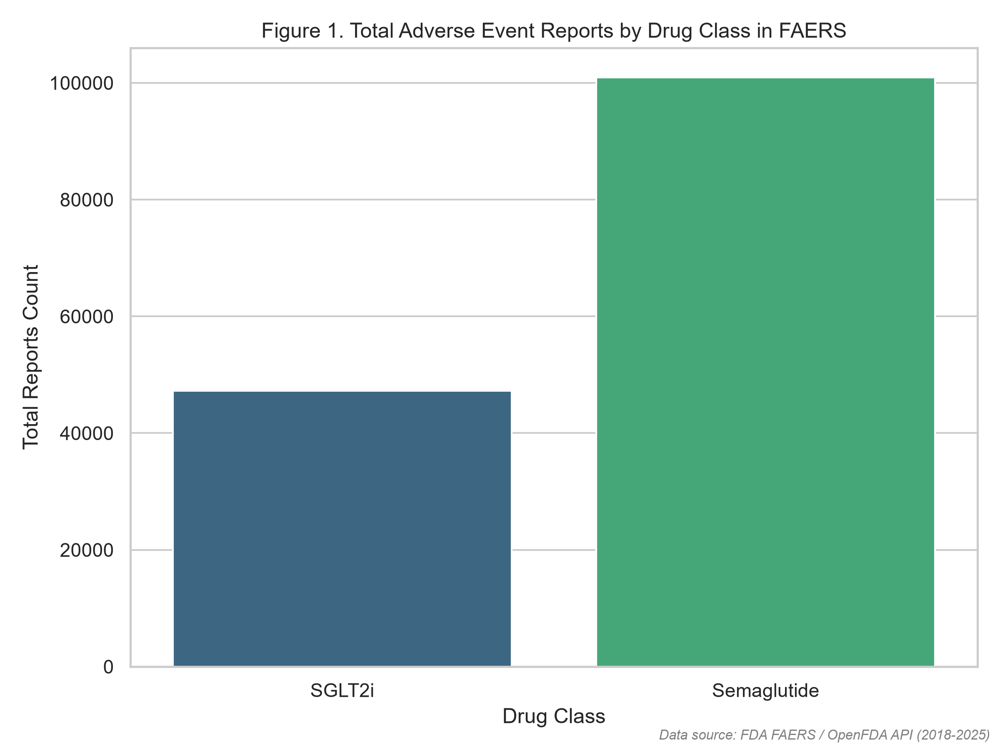 Figure 1. Total Adverse Event Reports by Drug Class in FAERS
Total Reports Count
100000
80000
60000
40000
20000
0
SGLT2i
Semaglutide
Drug Class
Data source: FDA FAERS / OpenFDA API (2018-2025)